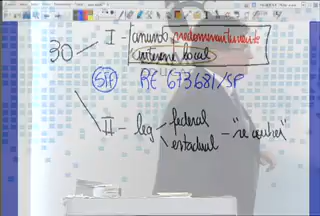 30
I - assunto predominantemente
interesse local
STF RE 673681/SP
II - leg
federal
estadual - "se couber"